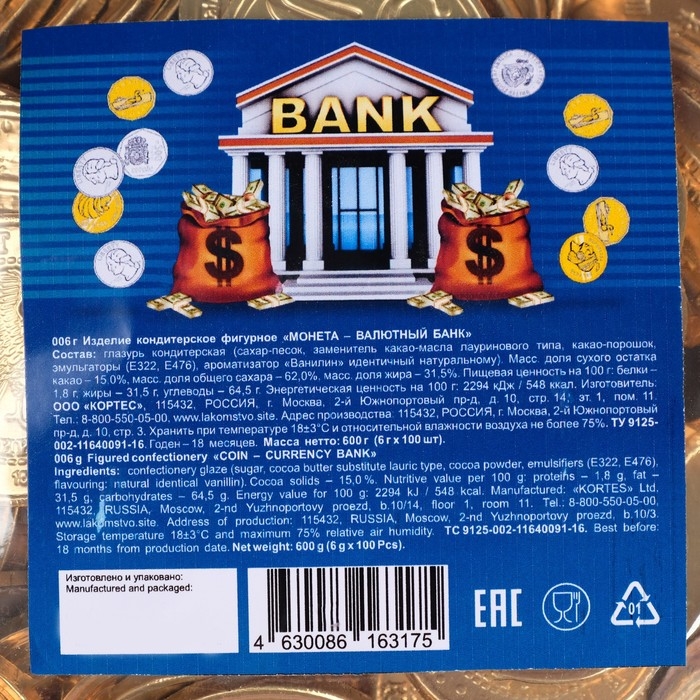 BANK
$ $
006 г Изделие кондитерское фигурное «МОНЕТА – ВАЛЮТНЫЙ БАНК»
Состав: глазурь кондитерская (сахар-песок, заменитель какао-масла лауринового типа, какао-порошок,
эмульгаторы (Е322, Е476), ароматизатор «Ванилин» идентичный натуральному). Масс. доля сухого остатка
какао – 15.0%, масс. доля общего сахара – 62,0%, масс. доля жира – 31.5%. Пищевая ценность на 100 г: белки –
1,8 г, жиры – 31,5 г, углеводы – 64,5 г. Энергетическая ценность на 100 г: 2294 кДж / 548 ккал. Изготовитель:
ООО «КОРТЕС», 115432, РОССИЯ, г. Москва, 2-й Южнопортовый пр-д, д. 10, стр. 14, эт. 1, пом. 11.
Тел.: 8-800-550-05-00, www.lakomstvo.site. Адрес производства: 115432, РОССИЯ, г. Москва, 2-й Южнопортовый
пр-д, д. 10, стр. 3. Хранить при температуре 18±3°С и относительной влажности воздуха не более 75%. ТУ 9125-
002-11640091-16. Годен – 18 месяцев. Масса нетто: 600 г (6 г х 100 шт).
006 g Figured confectionery «COIN – CURRENCY BANK»
Ingredients: confectionery glaze (sugar, cocoa butter substitute lauric type, cocoa powder, emulsifiers (E322, E476),
flavouring: natural identical vanillin). Cocoa solids – 15,0 %. Nutritive value per 100 g: proteins – 1,8 g, fat –
31,5 g, carbohydrates – 64,5 g. Energy value for 100 g: 2294 kJ / 548 kcal. Manufactured: «KORTES» Ltd.
115432, RUSSIA, Moscow, 2-nd Yuzhnoportovy proezd, b.10/14, floor 1, room 11. Tel.: 8-800-550-05-00,
www.lakomstvo.site. Address of production: 115432, RUSSIA, Moscow, 2-nd Yuzhnoportovy proezd, b.10/3.
Storage temperature 18±3°C and maximum 75% relative air humidity. TC 9125-002-11640091-16. Best before:
18 months from production date. Net weight: 600 g (6 g x 100 Pcs).
Изготовлено и упаковано:
Manufactured and packaged:
4 630086 163175
EAC
01